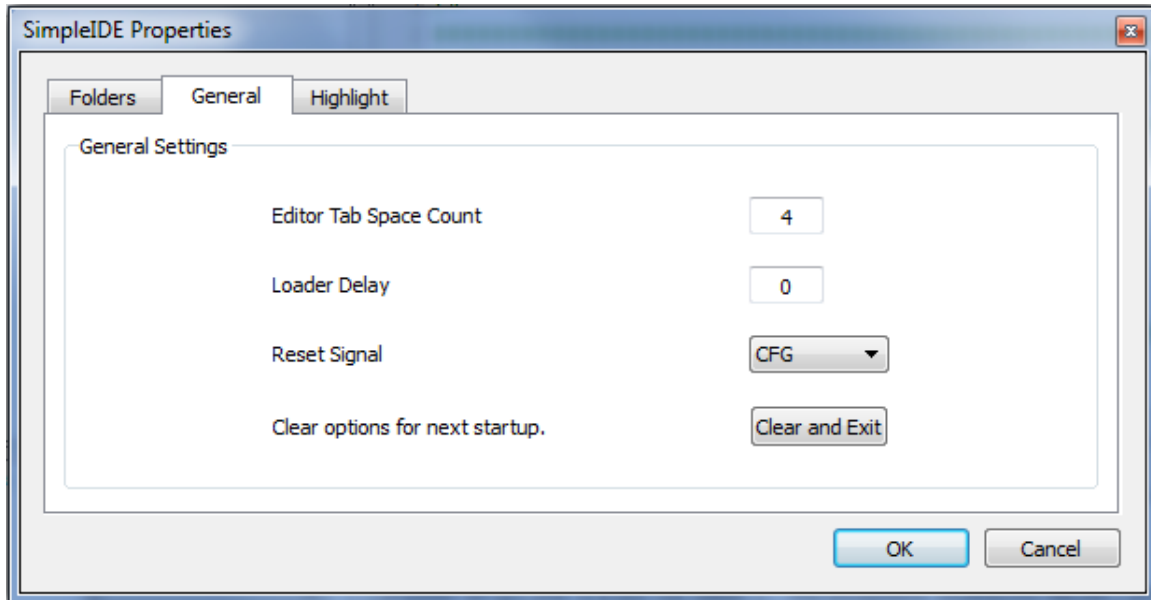 SimpleIDE Properties
Folders General Highlight
General Settings
Editor Tab Space Count 4
Loader Delay 0
Reset Signal CFG
Clear options for next startup. Clear and Exit
OK Cancel